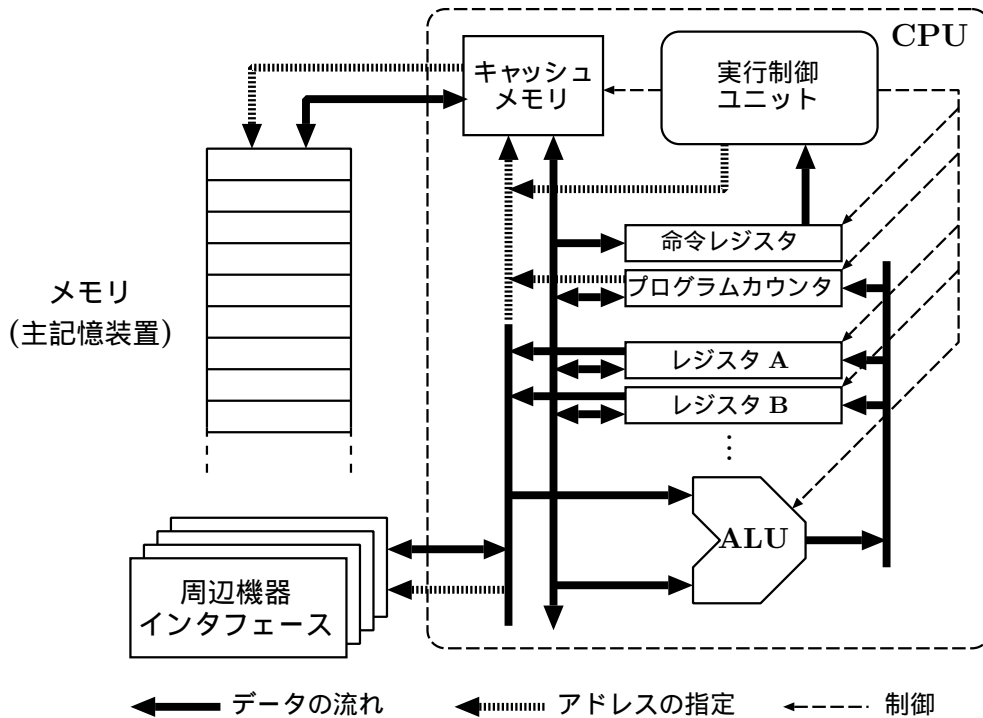 CPU
キャッシュ
メモリ
実行制御
ユニット
命令レジスタ
プログラムカウンタ
メモリ
(主記憶装置)
レジスタ A
レジスタ B
ALU
周辺機器
インタフェース
データの流れ
アドレスの指定
制御